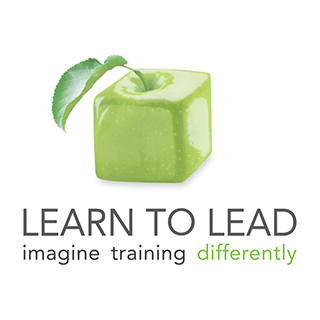 LEARN TO LEAD
imagine training differently